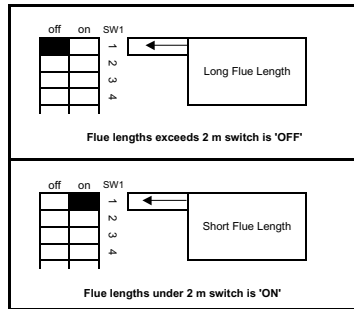 off on SW1
1
2
3
4
Long Flue Length
Flue lengths exceeds 2 m switch is 'OFF'
off on SW1
1
2
3
4
Short Flue Length
Flue lengths under 2 m switch is 'ON'